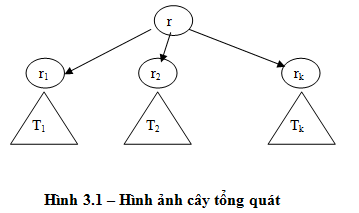 r
r1 r2 rk
T1 T2 Tk
Hình 3.1 – Hình ảnh cây tổng quát